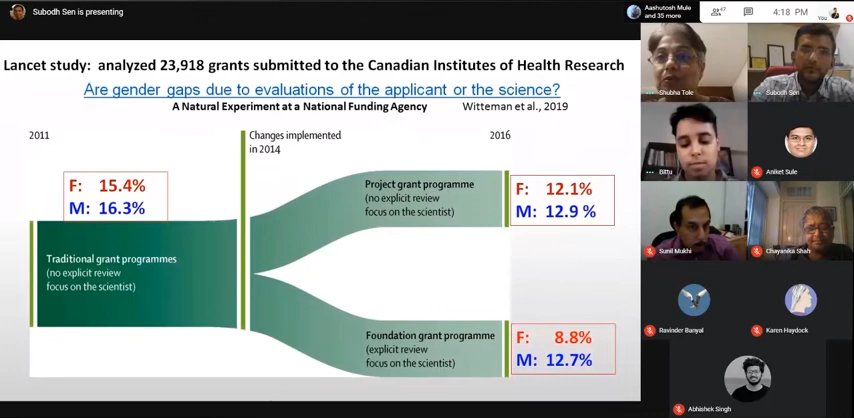 Subodh Sen is presenting
Aashutosh Mule
and 35 more
47
4:18 PM
You
Lancet study: analyzed 23,918 grants submitted to the Canadian Institutes of Health Research
Are gender gaps due to evaluations of the applicant or the science?
A Natural Experiment at a National Funding Agency Witteman et al., 2019
2011
Changes implemented
in 2014
2016
F: 15.4%
M: 16.3%
Traditional grant programmes
(no explicit review
focus on the scientist)
Project grant programme
(no explicit review
focus on the scientist)
F: 12.1%
M: 12.9 %
Foundation grant programme
(explicit review
focus on the scientist)
F: 8.8%
M: 12.7%
Shubha Tole
Subodh Sen
Bittu
Aniket Sule
Sunil Mukhi
Chayanika Shah
Ravinder Banyal
Karen Haydock
Abhishek Singh